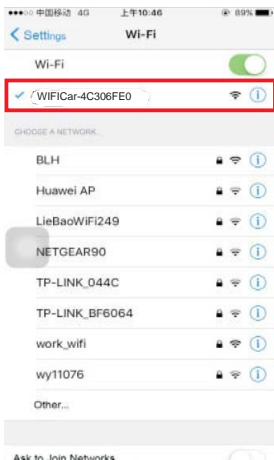 中国移动 4G 上午10:46 89%
Settings Wi-Fi
Wi-Fi
WIFICar-4C306FE0
CHOOSE A NETWORK...
BLH
Huawei AP
LieBaoWiFi249
NETGEAR90
TP-LINK_044C
TP-LINK_BF6064
work_wifi
wy11076
Other...
Ask to Join Networks